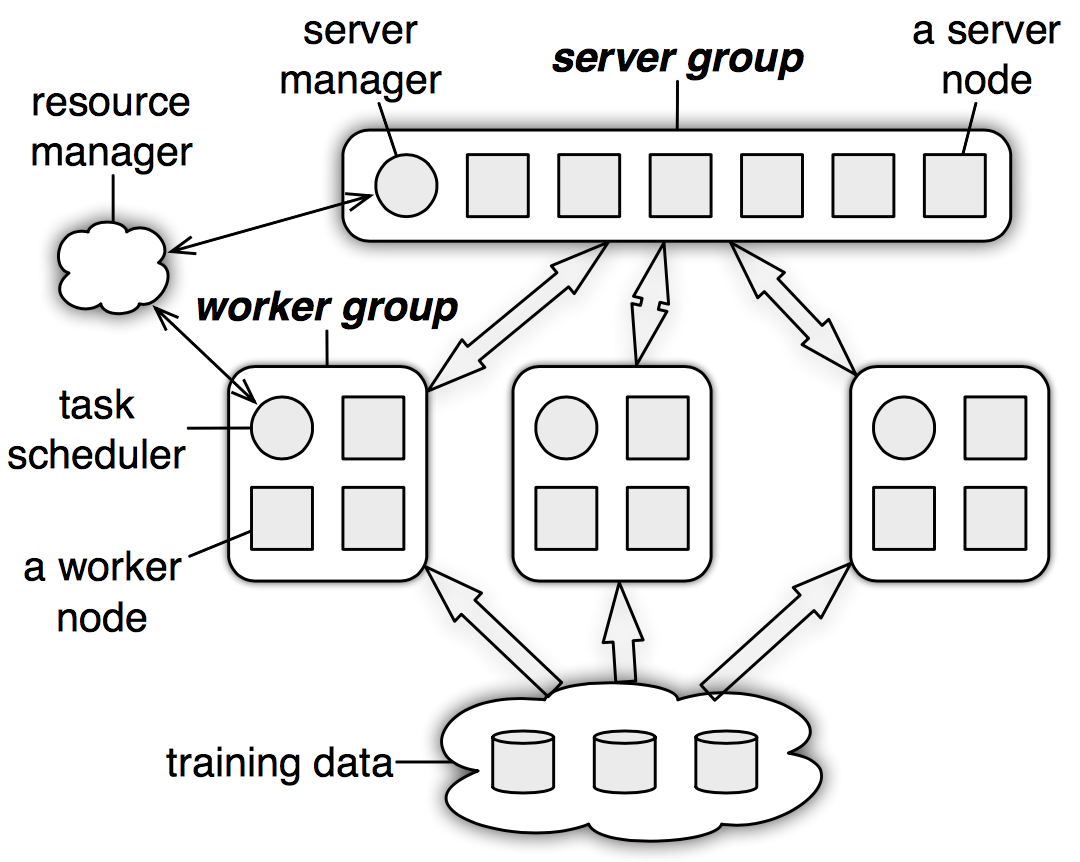 server
manager
server group
a server
node
resource
manager
worker group
task
scheduler
a worker
node
training data